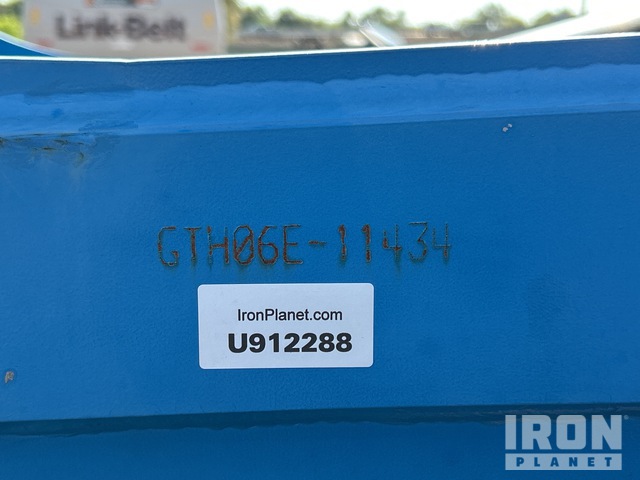 Link-Belt
GTH06E-11434
IronPlanet.com
U912288
IRON
PLANET